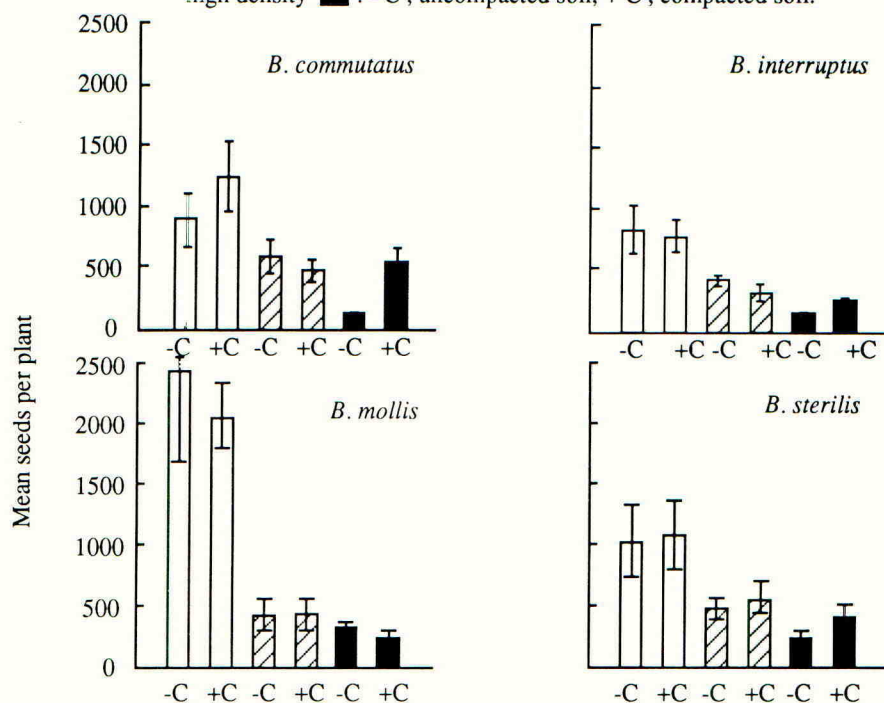 high density ; - C , uncompacted soil; + C , compacted soil.
2500
2000
1500
1000
500
0
B. commutatus
-C +C -C +C -C +C
B. interruptus
-C +C -C +C -C +C
Mean seeds per plant
2500
2000
1500
1000
500
0
B. mollis
-C +C -C +C -C +C
B. sterilis
-C +C -C +C -C +C